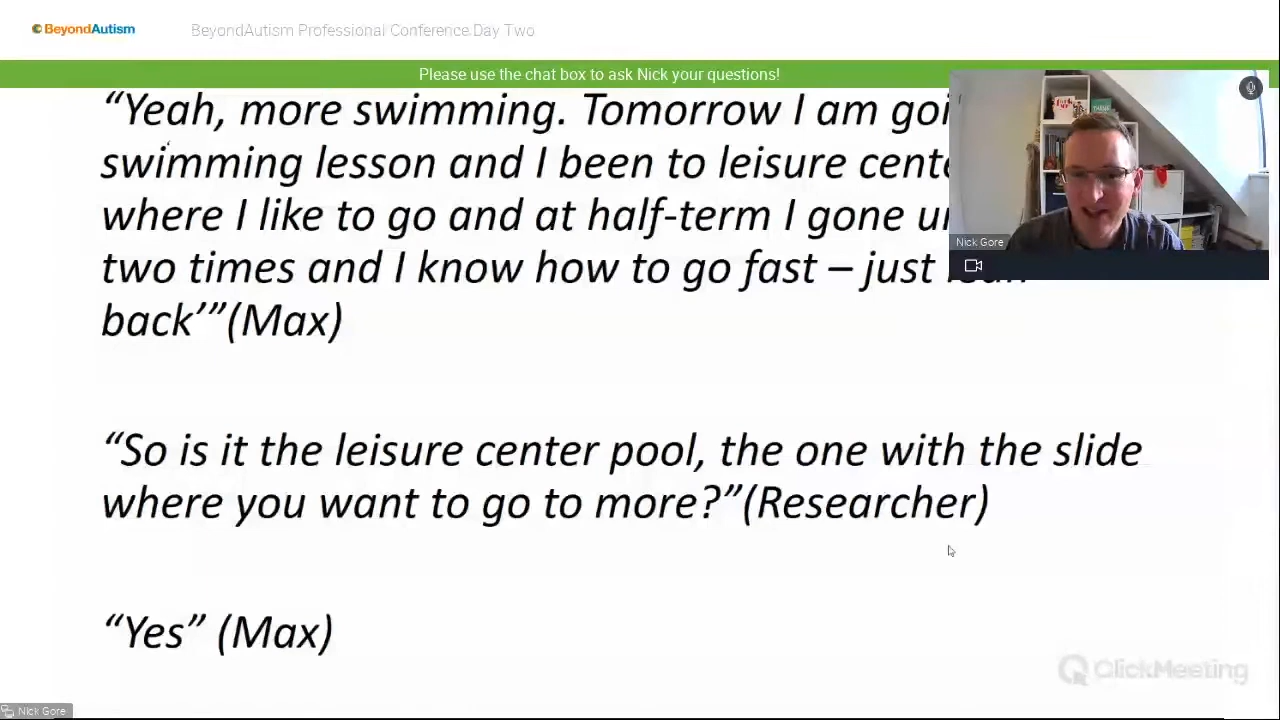 BeyondAutism
BeyondAutism Professional Conference Day Two
Please use the chat box to ask Nick your questions!
“Yeah, more swimming. Tomorrow I am goi
swimming lesson and I been to leisure cente
where I like to go and at half-term I gone
two times and I know how to go fast – just lean
back’”(Max)
Nick Gore
“So is it the leisure center pool, the one with the slide
where you want to go to more?”(Researcher)
“Yes” (Max)
ClickMeeting
Nick Gore